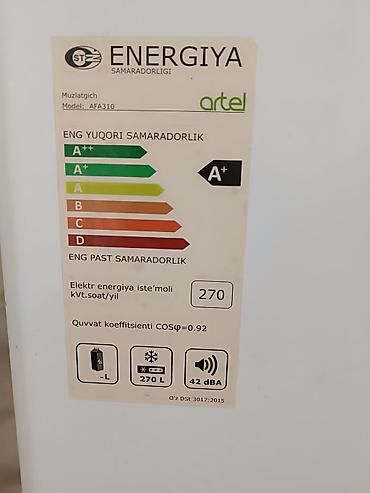 ST
ENERGIYA
SAMARADORLIGI
Muzlatgich
Model: AFA310
artel
ENG YUQORI SAMARADORLIK
A++
A+
A+
A
B
C
D
ENG PAST SAMARADORLIK
Elektr energiya iste'moli
kVt.soat/yil
270
Quvvat koeffitsienti COSφ=0.92
-L
270 L
42 dBA
O'z DSt 3017:2015